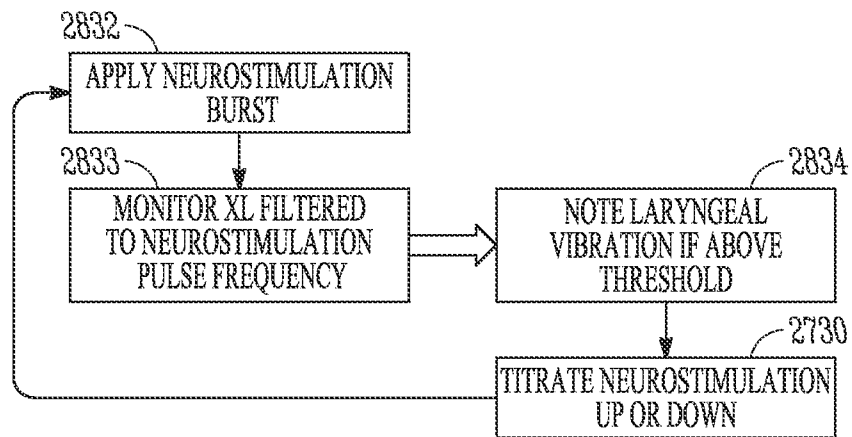 2832
APPLY NEUROSTIMULATION
BURST
2833
MONITOR XL FILTERED
TO NEUROSTIMULATION
PULSE FREQUENCY
2834
NOTE LARYNGEAL
VIBRATION IF ABOVE
THRESHOLD
2730
TITRATE NEUROSTIMULATION
UP OR DOWN